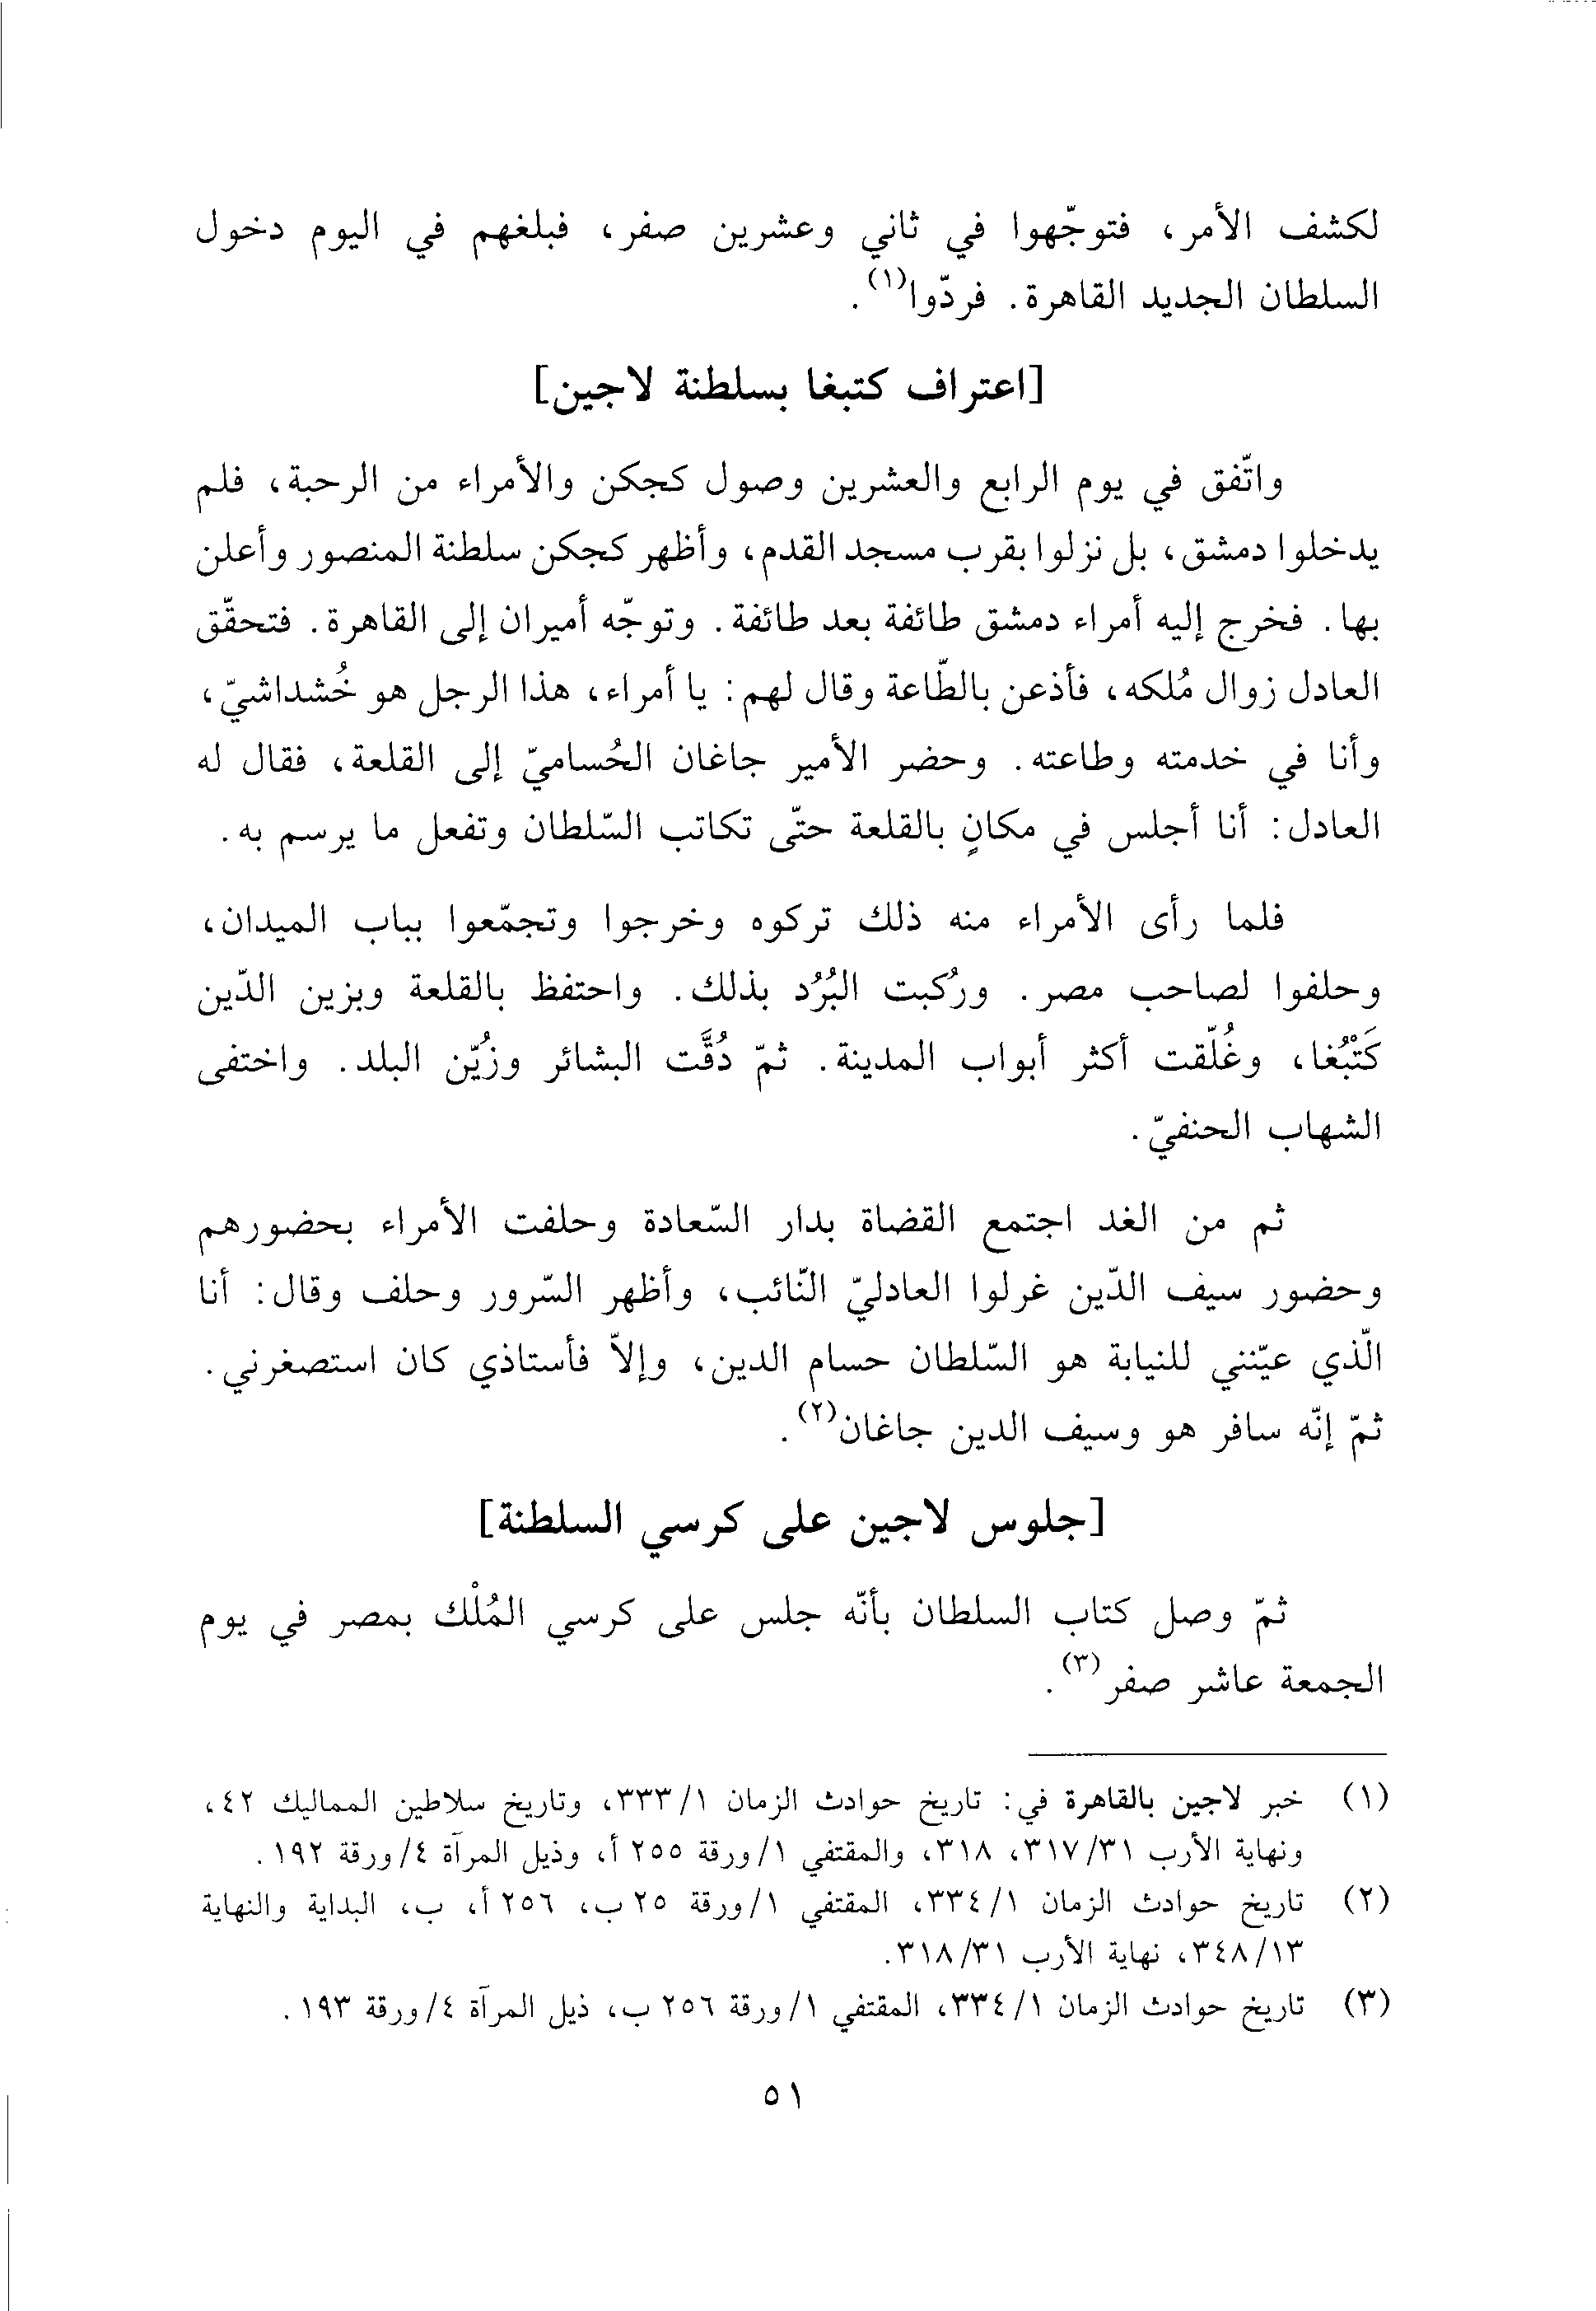 لكشف الأمر، فتوجّهوا في ثاني وعشرين صفر، فبلغهم في اليوم دخول
السلطان الجديد القاهرة. فردّوا(١).
[اعتراف كتبغا بسلطنة لاجين]
واتّفق في يوم الرابع والعشرين وصول كجكن والأمراء من الرحبة، فلم
يدخلوا دمشق، بل نزلوا بقرب مسجد القدم، وأظهر كجكن سلطنة المنصور وأعلن
بها. فخرج إليه أمراء دمشق طائفة بعد طائفة. وتوجّه أميران إلى القاهرة. فتحقّق
العادل زوال مُلكه، فأذعن بالطّاعة وقال لهم: يا أمراء، هذا الرجل هو خُشداشيّ،
وأنا في خدمته وطاعته. وحضر الأمير جاغان الحُساميّ إلى القلعة، فقال له
العادل: أنا أجلس في مكانٍ بالقلعة حتّى تكاتب السّلطان وتفعل ما يرسم به.
فلما رأى الأمراء منه ذلك تركوه وخرجوا وتجمّعوا بباب الميدان،
وحلفوا لصاحب مصر. ورُكبت البُرُد بذلك. واحتفظ بالقلعة وبزين الدّين
كَتْبُغا، وغُلّقت أكثر أبواب المدينة. ثمّ دُقَّت البشائر وزُيّن البلد. واختفى
الشهاب الحنفيّ.
ثم من الغد اجتمع القضاة بدار السّعادة وحلفت الأمراء بحضورهم
وحضور سيف الدّين غرلوا العادليّ النّائب، وأظهر السّرور وحلف وقال: أنا
الّذي عيّنني للنيابة هو السّلطان حسام الدين، وإلاّ فأستاذي كان استصغرني.
ثمّ إنّه سافر هو وسيف الدين جاغان(٢).
[جلوس لاجين على كرسي السلطنة]
ثمّ وصل كتاب السلطان بأنّه جلس على كرسي المُلْك بمصر في يوم
الجمعة عاشر صفر(٣).
(١) خبر لاجين بالقاهرة في: تاريخ حوادث الزمان ١/ ٣٣٣، وتاريخ سلاطين المماليك ٤٢،
ونهاية الأرب ٣١/ ٣١٧، ٣١٨، والمقتفي ١/ ورقة ٢٥٥ أ، وذيل المرآة ٤/ ورقة ١٩٢.
(٢) تاريخ حوادث الزمان ١/ ٣٣٤، المقتفي ١/ ورقة ٢٥ ب، ٢٥٦ أ، ب، البداية والنهاية
١٣/ ٣٤٨، نهاية الأرب ٣١/ ٣١٨.
(٣) تاريخ حوادث الزمان ١/ ٣٣٤، المقتفي ١/ ورقة ٢٥٦ ب، ذيل المرآة ٤/ ورقة ١٩٣.
٥١